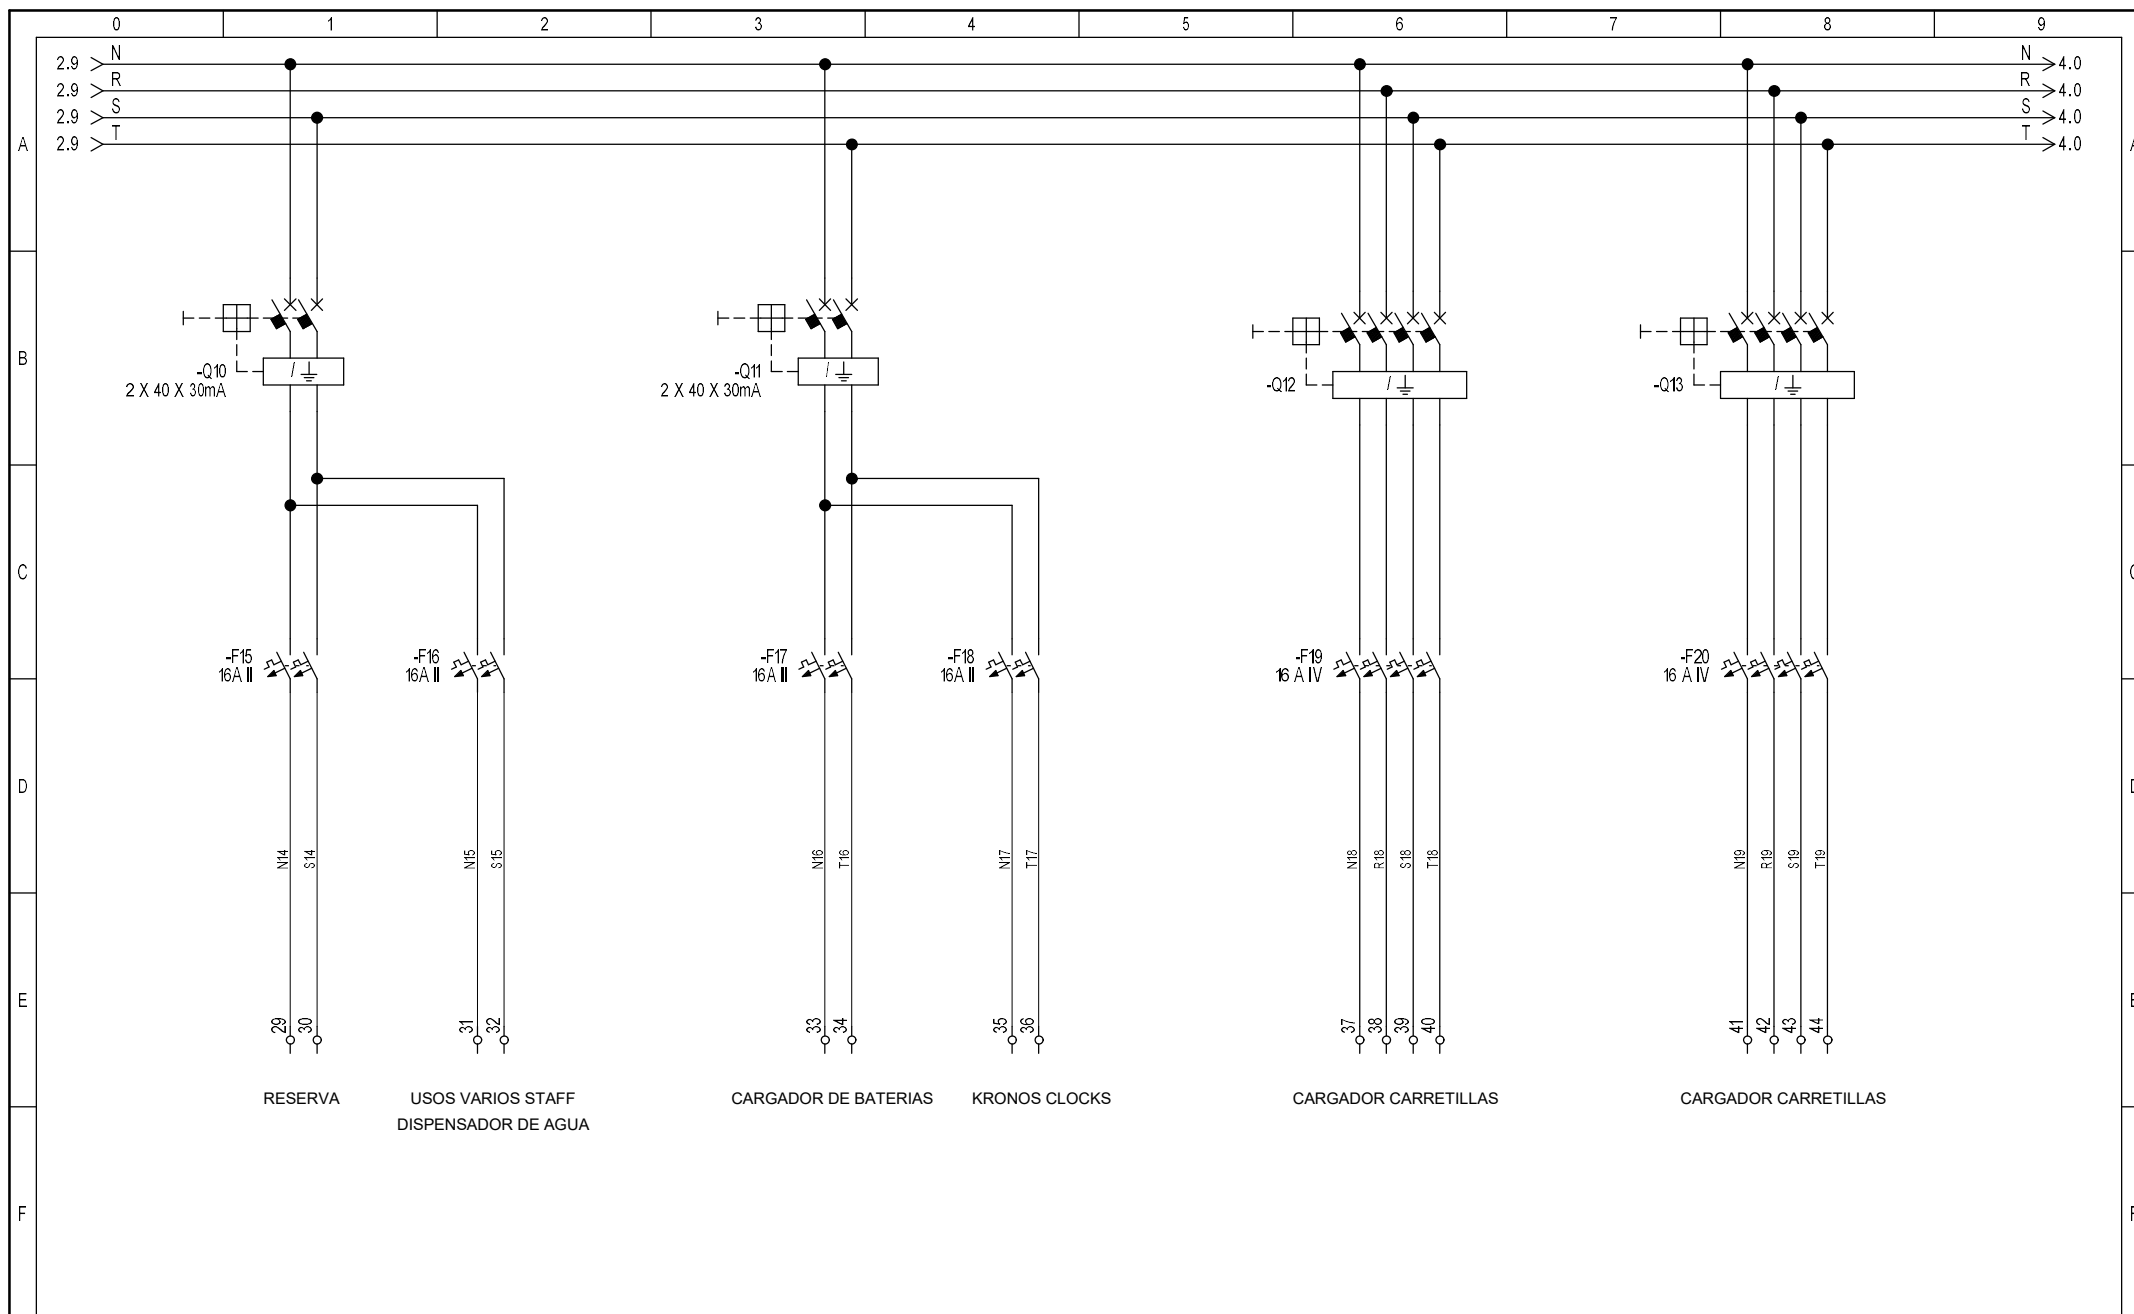 0 1 2 3 4 5 6 7 8 9
2.9 N N 4.0
2.9 R R 4.0
2.9 S S 4.0
2.9 T T 4.0
A
B
-Q10
2 X 40 X 30mA
-Q11
2 X 40 X 30mA
-Q12
-Q13
C
-F15
16A II
-F16
16A II
-F17
16A II
-F18
16A II
-F19
16 A IV
-F20
16 A IV
D D
N14 S14 N15 S15 N16 T16 N17 T17 N18 R18 S18 T18 N19 R19 S19 T19
E
29 30 31 32 33 34 35 36 37 38 39 40 41 42 43 44
RESERVA
USOS VARIOS STAFF
DISPENSADOR DE AGUA
CARGADOR DE BATERIAS
KRONOS CLOCKS
CARGADOR CARRETILLAS
CARGADOR CARRETILLAS
F